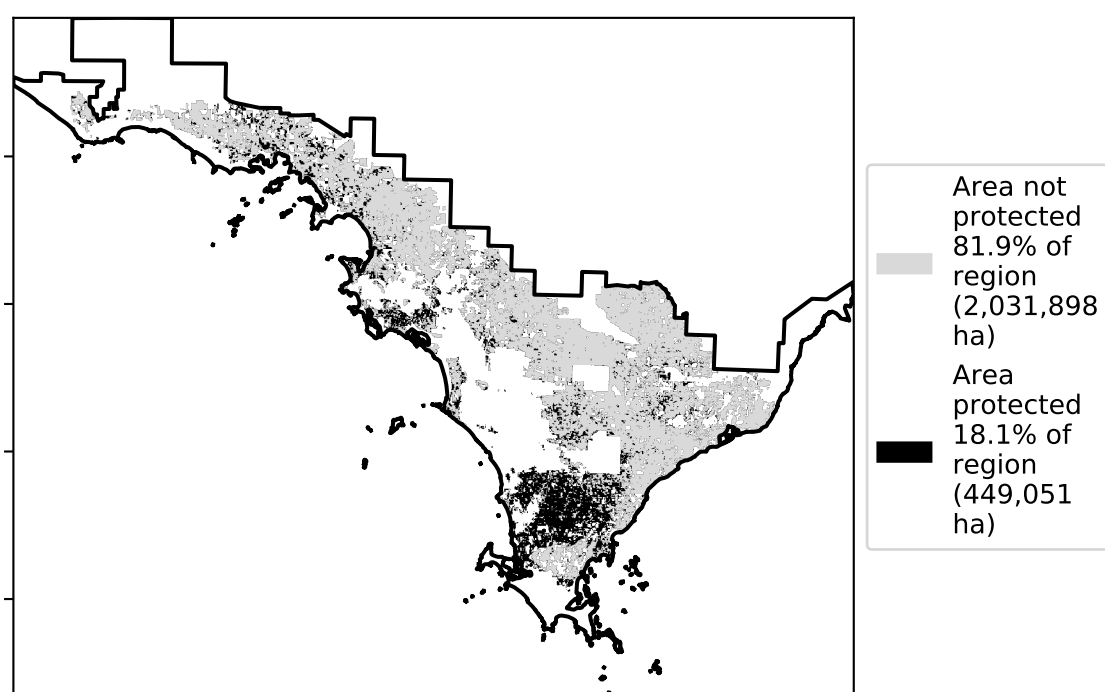 Area not
protected
81.9% of
region
(2,031,898
ha)
Area
protected
18.1% of
region
(449,051
ha)